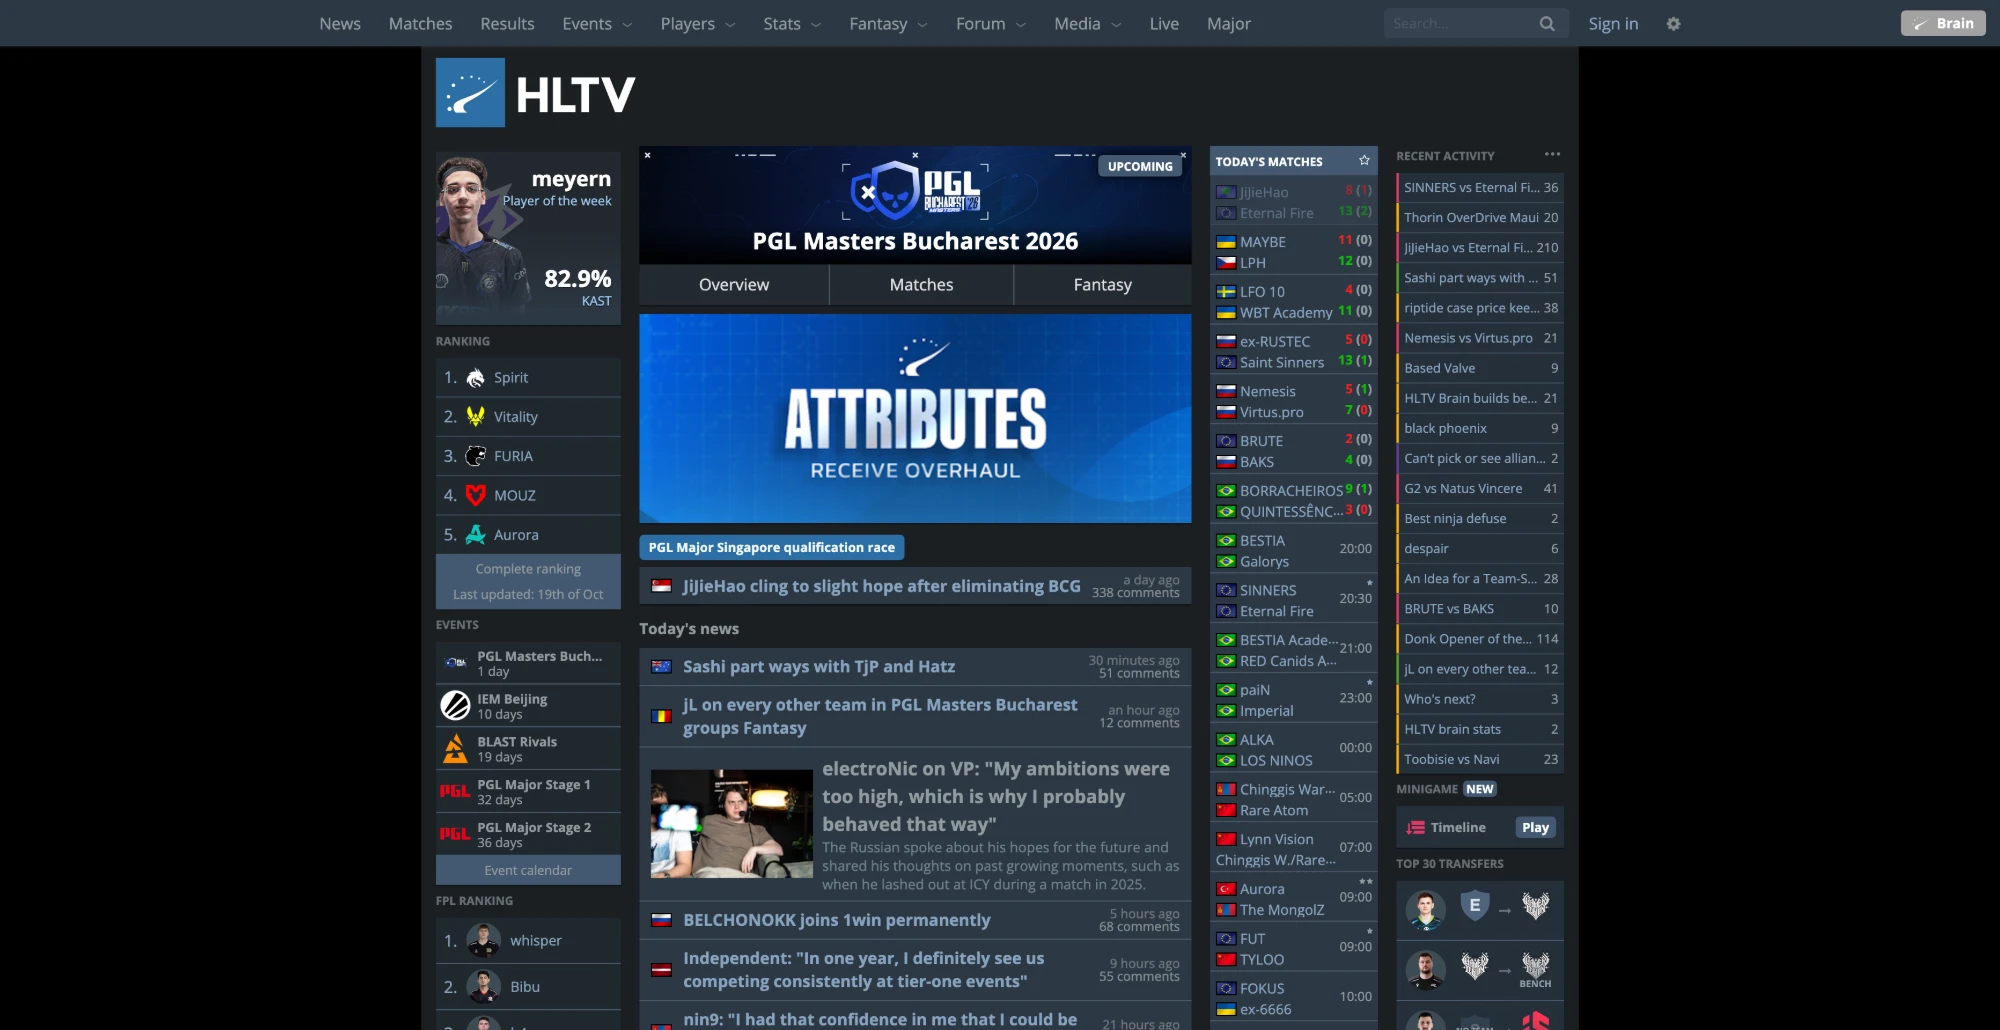 News Matches Results Events Players Stats Fantasy Forum Media Live Major Search... Sign in Brain
HLTV
meyern
Player of the week
82.9%
KAST
RANKING
1. Spirit
2. Vitality
3. FURIA
4. MOUZ
5. Aurora
Complete ranking
Last updated: 19th of Oct
EVENTS
PGL Masters Buch...
1 day
IEM Beijing
10 days
BLAST Rivals
19 days
PGL
PGL Major Stage 1
32 days
PGL
PGL Major Stage 2
36 days
Event calendar
FPL RANKING
1. whisper
2. Bibu
UPCOMING
PGL
BUCHAREST '26
MASTERS
PGL Masters Bucharest 2026
Overview Matches Fantasy
ATTRIBUTES
RECEIVE OVERHAUL
PGL Major Singapore qualification race
JiJieHao cling to slight hope after eliminating BCG
a day ago
338 comments
Today's news
Sashi part ways with TjP and Hatz
30 minutes ago
51 comments
jL on every other team in PGL Masters Bucharest
groups Fantasy
an hour ago
12 comments
electroNic on VP: "My ambitions were
too high, which is why I probably
behaved that way"
The Russian spoke about his hopes for the future and
shared his thoughts on past growing moments, such as
when he lashed out at ICY during a match in 2025.
BELCHONOKK joins 1win permanently
5 hours ago
68 comments
Independent: "In one year, I definitely see us
competing consistently at tier-one events"
9 hours ago
55 comments
nin9: "I had that confidence in me that I could be
21 hours ago
TODAY'S MATCHES
JiJieHao 8 (1)
Eternal Fire 13 (2)
MAYBE 11 (0)
LPH 12 (0)
LFO 10 4 (0)
WBT Academy 11 (0)
ex-RUSTEC 5 (0)
Saint Sinners 13 (1)
Nemesis 5 (1)
Virtus.pro 7 (0)
BRUTE 2 (0)
BAKS 4 (0)
BORRACHEIROS 9 (1)
QUINTESSÊNC... 3 (0)
BESTIA
Galorys
20:00
SINNERS
Eternal Fire
20:30
BESTIA Acade...
RED Canids A...
21:00
paiN
Imperial
23:00
ALKA
LOS NINOS
00:00
Chinggis War...
Rare Atom
05:00
Lynn Vision
Chinggis W./Rare...
07:00
Aurora
The MongolZ
09:00
FUT
TYLOO
09:00
FOKUS
ex-6666
10:00
RECENT ACTIVITY
SINNERS vs Eternal Fi... 36
Thorin OverDrive Maui 20
JiJieHao vs Eternal Fi... 210
Sashi part ways with ... 51
riptide case price kee... 38
Nemesis vs Virtus.pro 21
Based Valve 9
HLTV Brain builds be... 21
black phoenix 9
Can't pick or see allian... 2
G2 vs Natus Vincere 41
Best ninja defuse 2
despair 6
An Idea for a Team-S... 28
BRUTE vs BAKS 10
Donk Opener of the... 114
jL on every other tea... 12
Who's next? 3
HLTV brain stats 2
Toobisie vs Navi 23
MINIGAME NEW
Timeline Play
TOP 30 TRANSFERS
E
BENCH